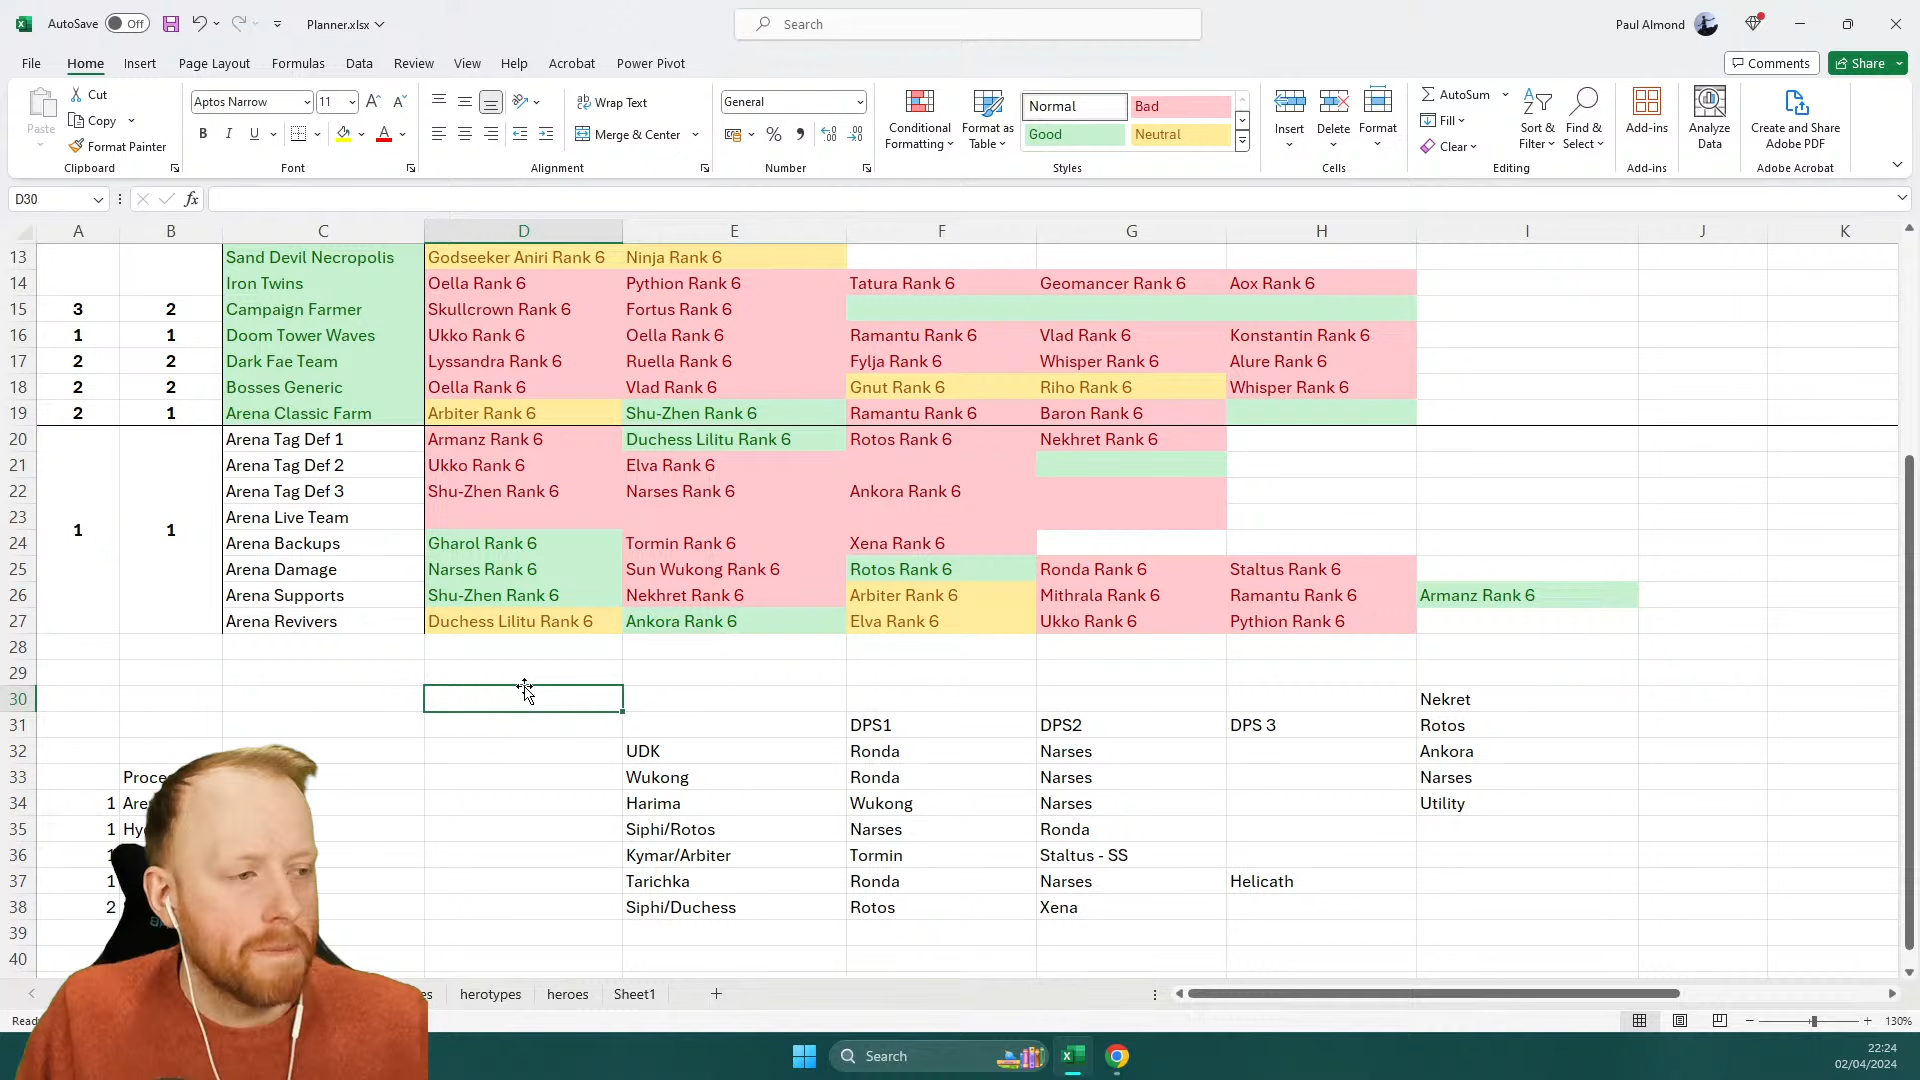 AutoSave Off Planner.xlsx Search Paul Almond
File Home Insert Page Layout Formulas Data Review View Help Acrobat Power Pivot Comments Share
Paste Cut Copy Format Painter Clipboard
Aptos Narrow 11 B I U Font
Wrap Text Merge & Center Alignment
General % Number
Conditional Formatting Format as Table Normal Bad Good Neutral Styles
Insert Delete Format Cells
AutoSum Fill Clear Sort & Filter Find & Select Editing
Add-ins Add-ins
Analyze Data
Create and Share Adobe PDF Adobe Acrobat
D30 fx
A B C D E F G H I J K
13 Sand Devil Necropolis Godseeker Aniri Rank 6 Ninja Rank 6
14 Iron Twins Oella Rank 6 Pythion Rank 6 Tatura Rank 6 Geomancer Rank 6 Aox Rank 6
15 3 2 Campaign Farmer Skullcrown Rank 6 Fortus Rank 6
16 1 1 Doom Tower Waves Ukko Rank 6 Oella Rank 6 Ramantu Rank 6 Vlad Rank 6 Konstantin Rank 6
17 2 2 Dark Fae Team Lyssandra Rank 6 Ruella Rank 6 Fylja Rank 6 Whisper Rank 6 Alure Rank 6
18 2 2 Bosses Generic Oella Rank 6 Vlad Rank 6 Gnut Rank 6 Riho Rank 6 Whisper Rank 6
19 2 1 Arena Classic Farm Arbiter Rank 6 Shu-Zhen Rank 6 Ramantu Rank 6 Baron Rank 6
20 Arena Tag Def 1 Armanz Rank 6 Duchess Lilitu Rank 6 Rotos Rank 6 Nekhret Rank 6
21 Arena Tag Def 2 Ukko Rank 6 Elva Rank 6
22 Arena Tag Def 3 Shu-Zhen Rank 6 Narses Rank 6 Ankora Rank 6
23 1 1 Arena Live Team
24 Arena Backups Gharol Rank 6 Tormin Rank 6 Xena Rank 6
25 Arena Damage Narses Rank 6 Sun Wukong Rank 6 Rotos Rank 6 Ronda Rank 6 Staltus Rank 6
26 Arena Supports Shu-Zhen Rank 6 Nekhret Rank 6 Arbiter Rank 6 Mithrala Rank 6 Ramantu Rank 6 Armanz Rank 6
27 Arena Revivers Duchess Lilitu Rank 6 Ankora Rank 6 Elva Rank 6 Ukko Rank 6 Pythion Rank 6
28
29
30 Nekret
31 DPS1 DPS2 DPS 3 Rotos
32 UDK Ronda Narses Ankora
33 Wukong Ronda Narses Narses
34 1 Harima Wukong Narses Utility
35 1 Siphi/Rotos Narses Ronda
36 Kymar/Arbiter Tormin Staltus - SS
37 1 Tarichka Ronda Narses Helicath
38 2 Siphi/Duchess Rotos Xena
39
40
herotypes heroes Sheet1
130%
Search
22:24
02/04/2024